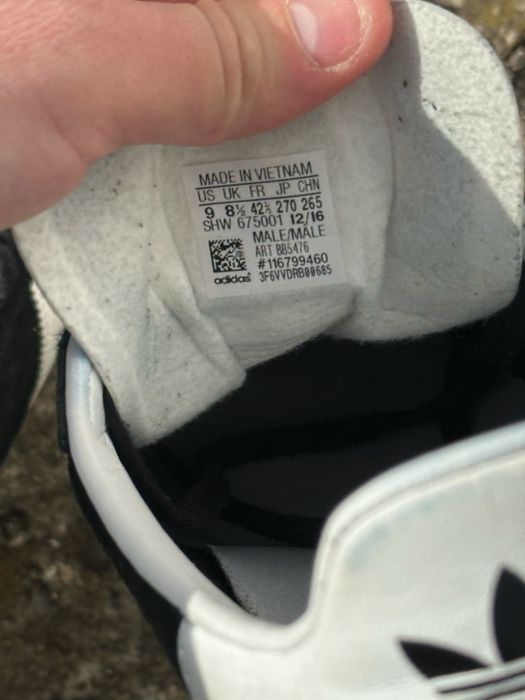 MADE IN VIETNAM
US UK FR JP CHN
9 8½ 42⅔ 270 265
SHW 675001 12/16
MALE/MALE
ART BB5476
#116799460
adidas 3F6VVDRB00685